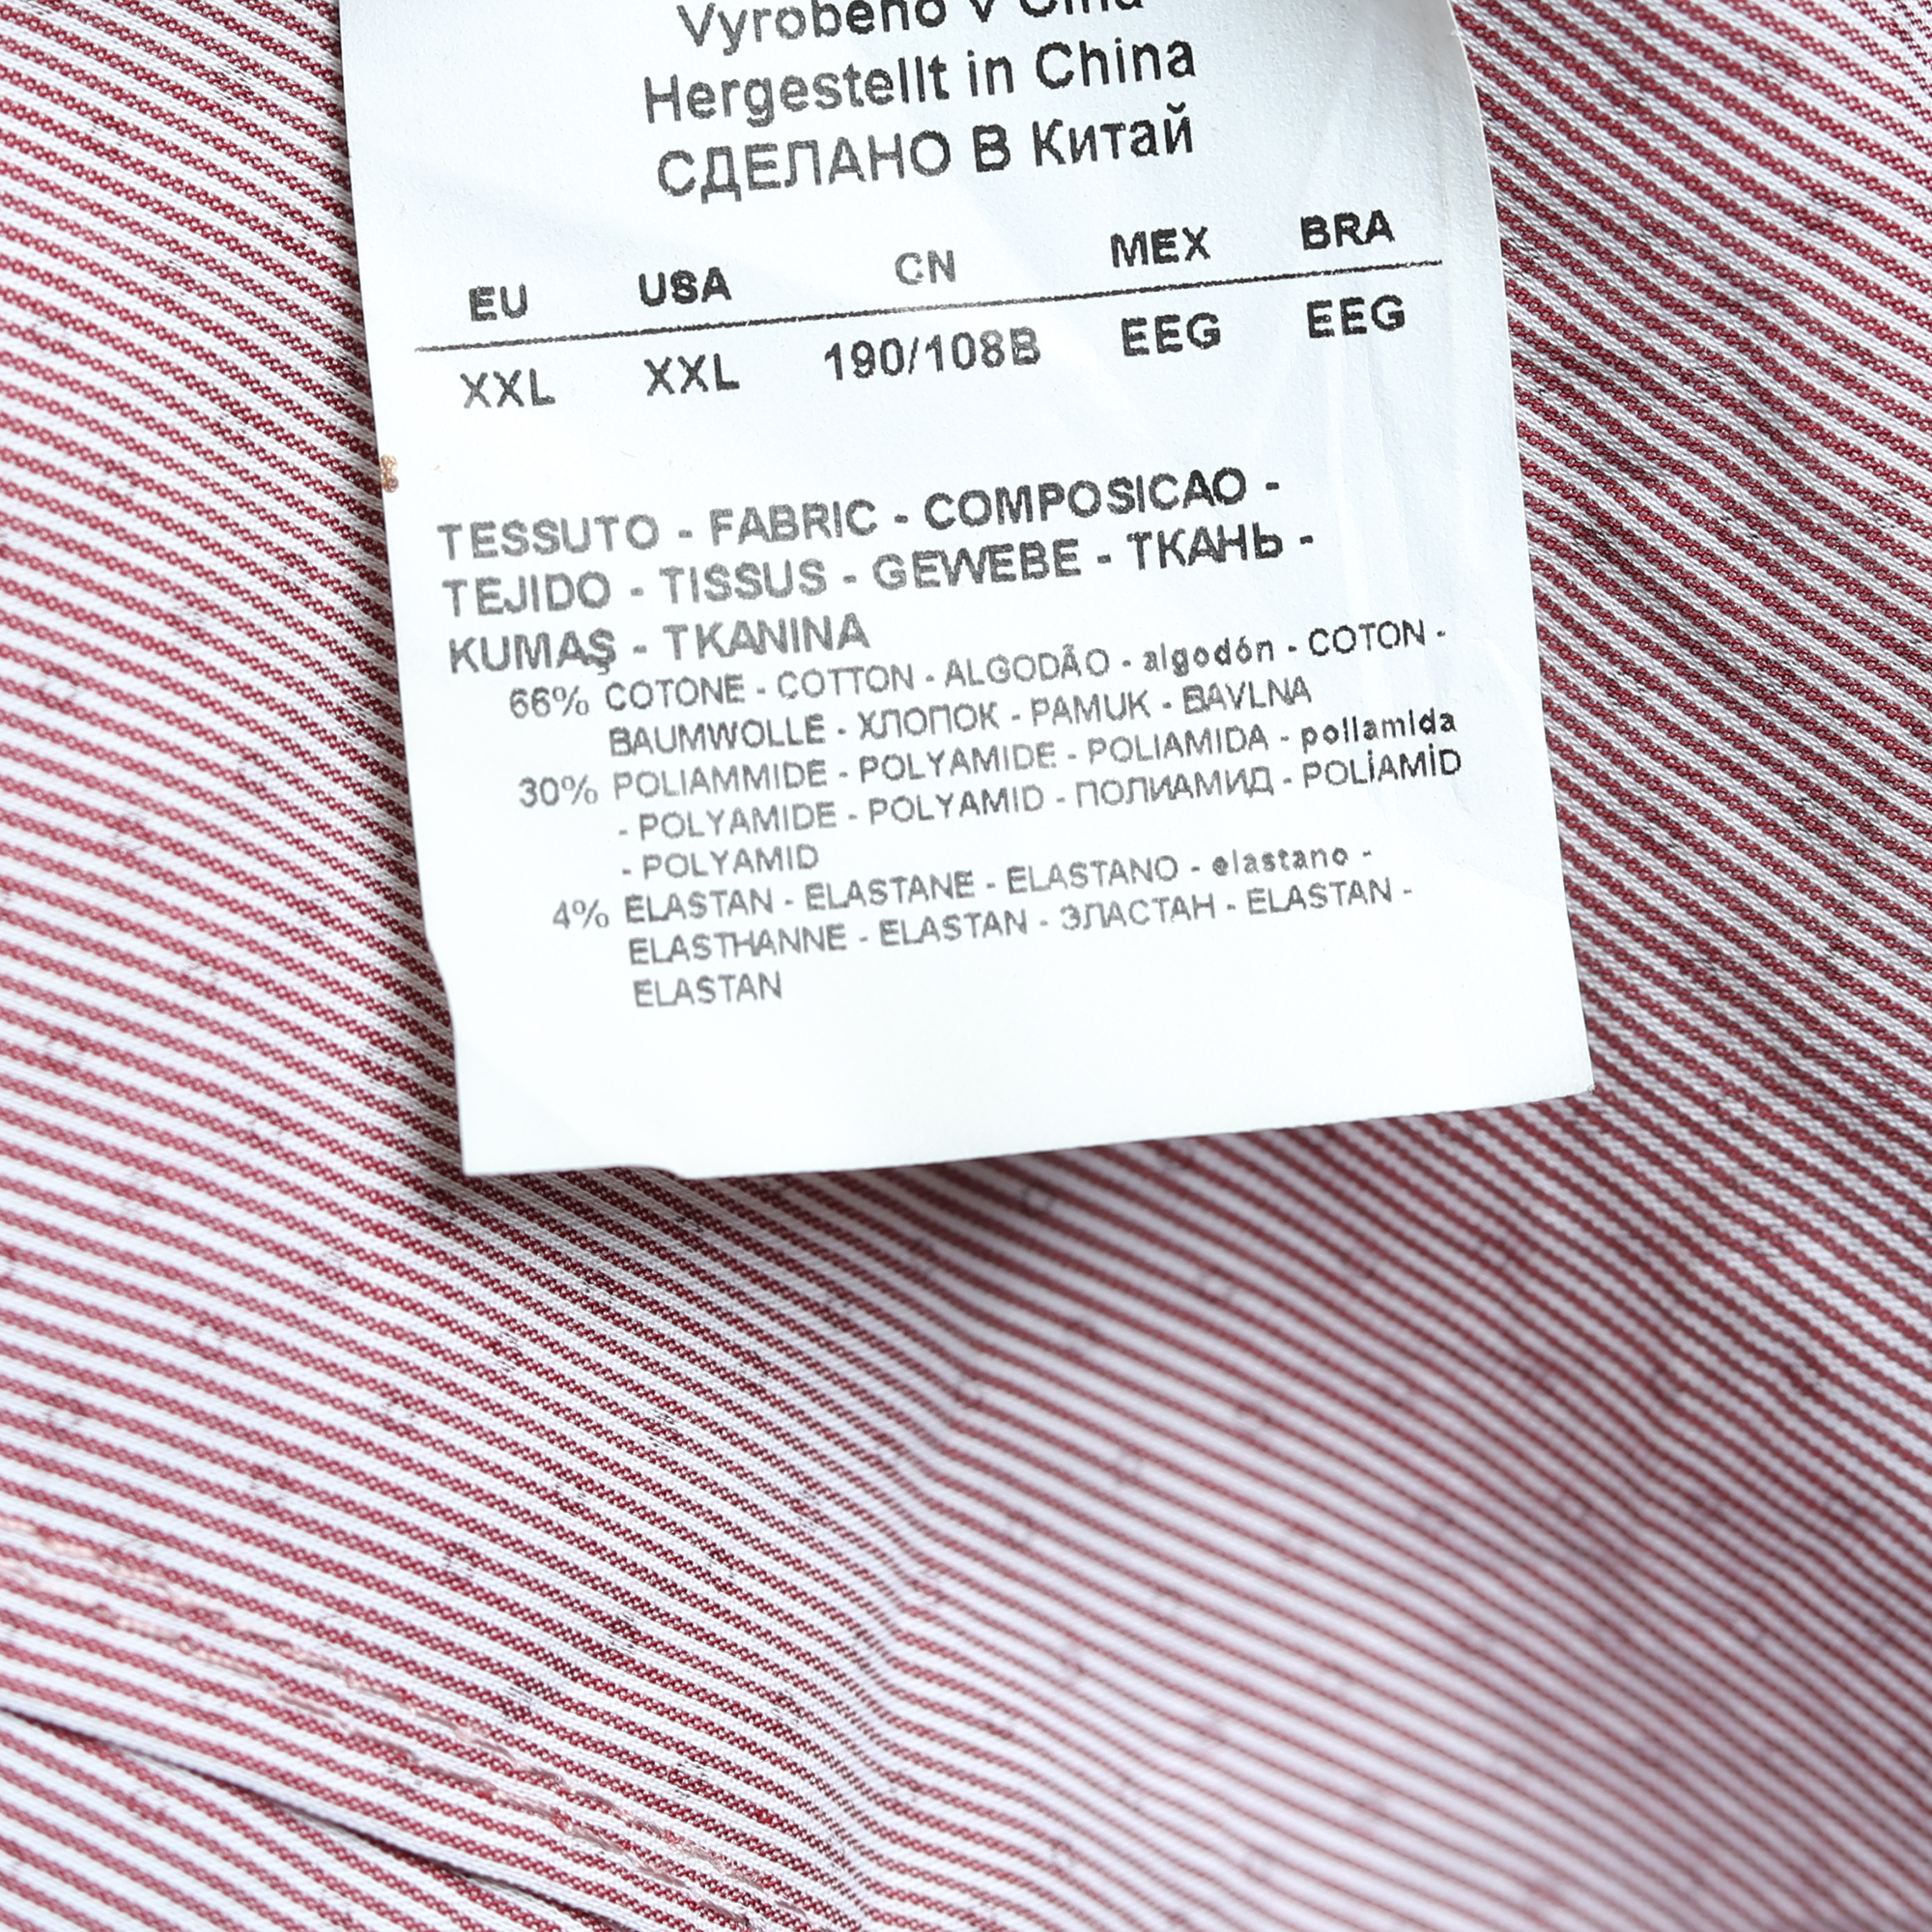 Vyrobeno v Číně
Hergestellt in China
СДЕЛАНО В Китай
EU USA CN MEX BRA
XXL XXL 190/108B EEG EEG
TESSUTO - FABRIC - COMPOSICAO -
TEJIDO - TISSUS - GEWEBE - ТКАНЬ -
KUMAŞ - TKANINA
66% COTONE - COTTON - ALGODÃO - algodón - COTON -
BAUMWOLLE - ХЛОПОК - PAMUK - BAVLNA
30% POLIAMMIDE - POLYAMIDE - POLIAMIDA - poliamida
- POLYAMIDE - POLYAMID - ПОЛИАМИД - POLİAMİD
- POLYAMID
4% ELASTAN - ELASTANE - ELASTANO - elastano -
ELASTHANNE - ELASTAN - ЭЛАСТАН - ELASTAN -
ELASTAN